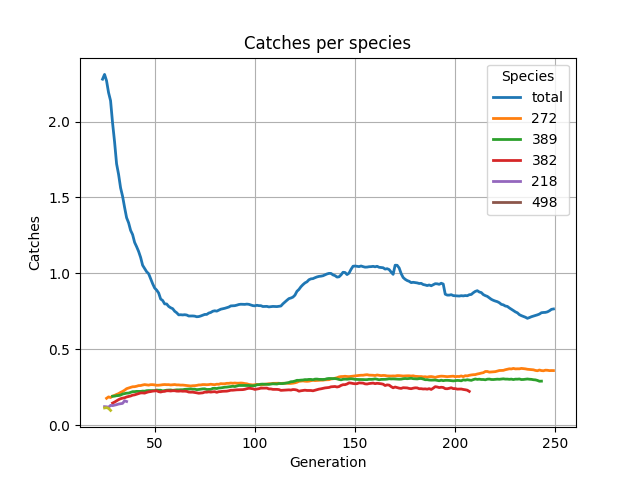 Catches per species
Species
total
272
389
382
218
498
2.0
1.5
1.0
0.5
0.0
Catches
50 100 150 200 250
Generation